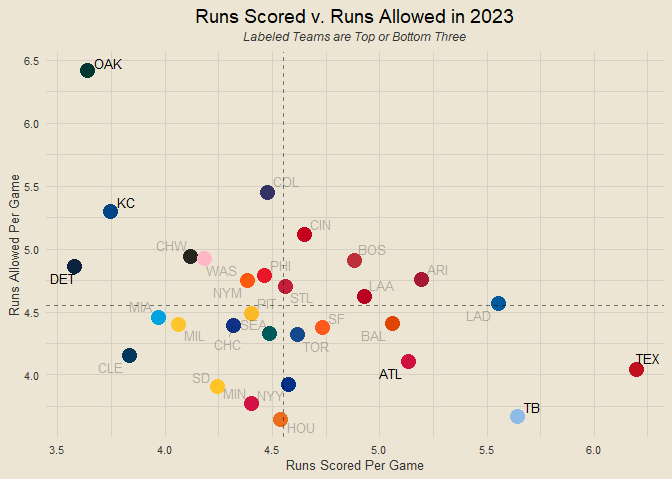 Runs Scored v. Runs Allowed in 2023
Labeled Teams are Top or Bottom Three
6.5
OAK
6.0
5.5
COL
KC
CIN
5.0
CHW
BOS
WAS
PHI
ARI
DET
NYM
STL
LAA
4.5
MIA
PIT
SF
LAD
MIL
SEA
BAL
CHC
TOR
CLE
TEX
4.0
SD
ATL
MIN
NYY
TB
HOU
3.5
4.0
4.5
5.0
5.5
6.0
Runs Scored Per Game
Runs Allowed Per Game